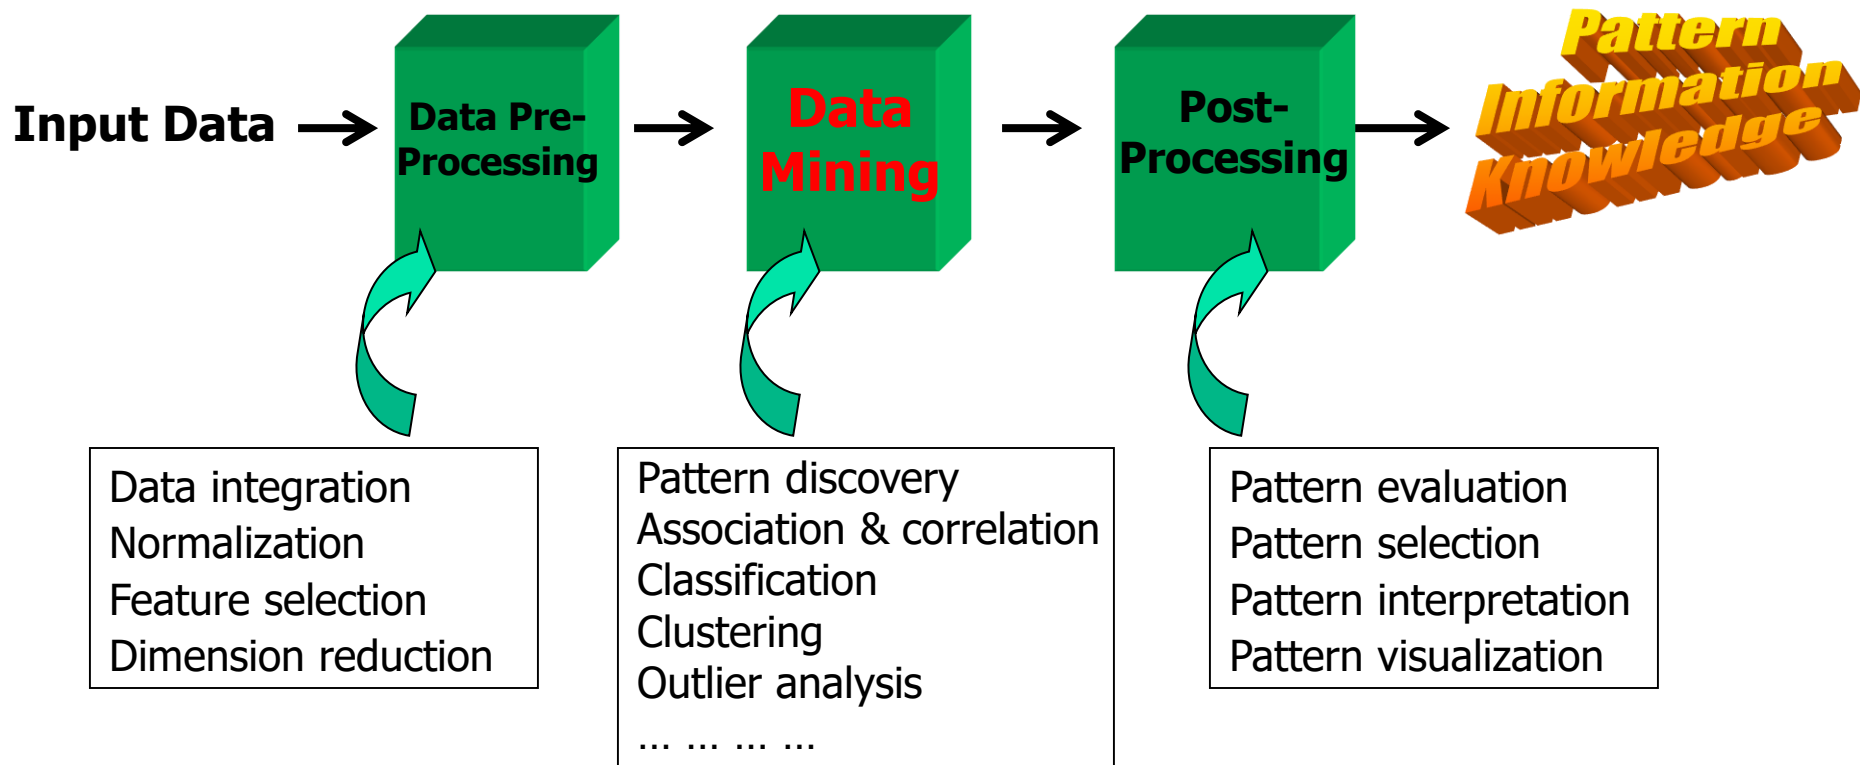 Input Data
Data Pre-
Processing
Data
Mining
Post-
Processing
Pattern
Information
Knowledge
Data integration
Normalization
Feature selection
Dimension reduction
Pattern discovery
Association & correlation
Classification
Clustering
Outlier analysis
… … … …
Pattern evaluation
Pattern selection
Pattern interpretation
Pattern visualization